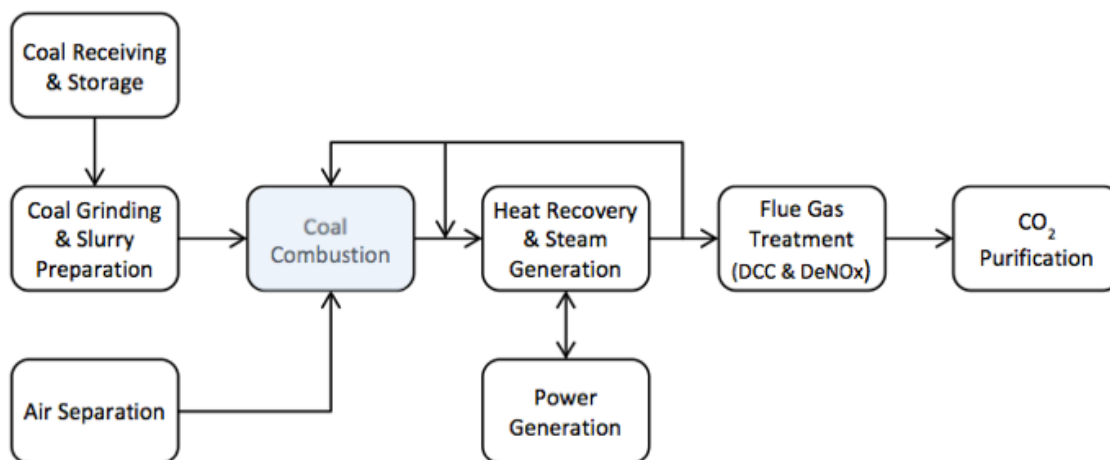 Coal Receiving
& Storage
Coal Grinding
& Slurry
Preparation
Coal
Combustion
Heat Recovery
& Steam
Generation
Flue Gas
Treatment
(DCC & DeNOx)
CO₂
Purification
Air Separation
Power
Generation